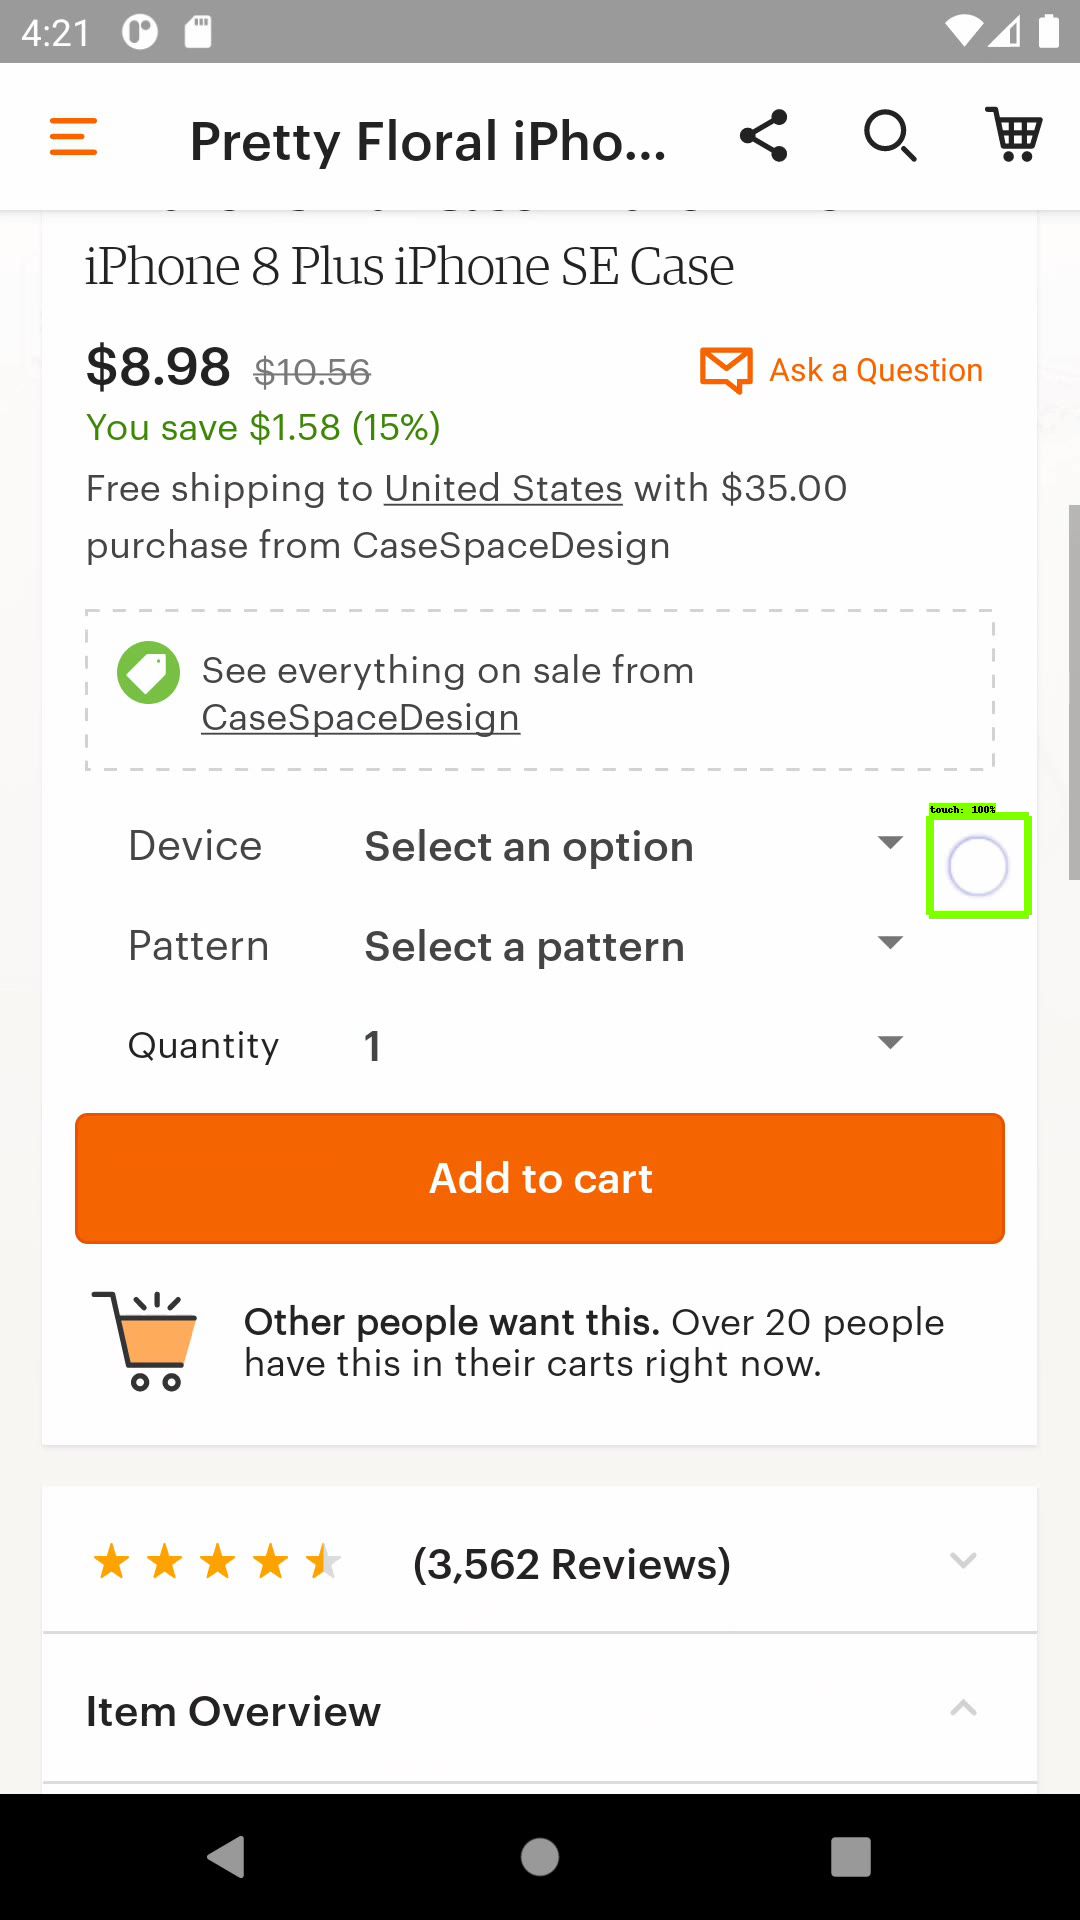 4:21
Pretty Floral iPho...
iPhone 8 Plus iPhone SE Case
$8.98 $10.56
Ask a Question
You save $1.58 (15%)
Free shipping to United States with $35.00
purchase from CaseSpaceDesign
See everything on sale from
CaseSpaceDesign
touch: 100%
Device Select an option
Pattern Select a pattern
Quantity 1
Add to cart
Other people want this. Over 20 people
have this in their carts right now.
(3,562 Reviews)
Item Overview